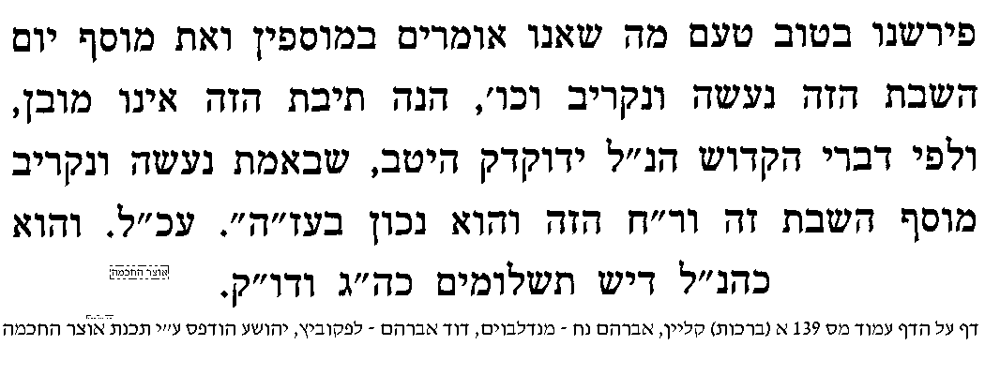 פירשנו בטוב טעם מה שאנו אומרים במוספין ואת מוסף יום
השבת הזה נעשה ונקריב וכו׳, הנה תיבת הזה אינו מובן,
ולפי דברי הקדוש הנ״ל ידוקדק היטב, שבאמת נעשה ונקריב
מוסף השבת זה ור״ח הזה והוא נכון בעז״ה״. עכ״ל. והוא
כהנ״ל דיש תשלומים כה״ג ודו״ק.
אוצר החכמה
דף על הדף עמוד מס 139 א (ברכות) קליין, אברהם נח - מנדלבוים, דוד אברהם - לפקוביץ, יהושע הודפס ע״י תכנת אוצר החכמה